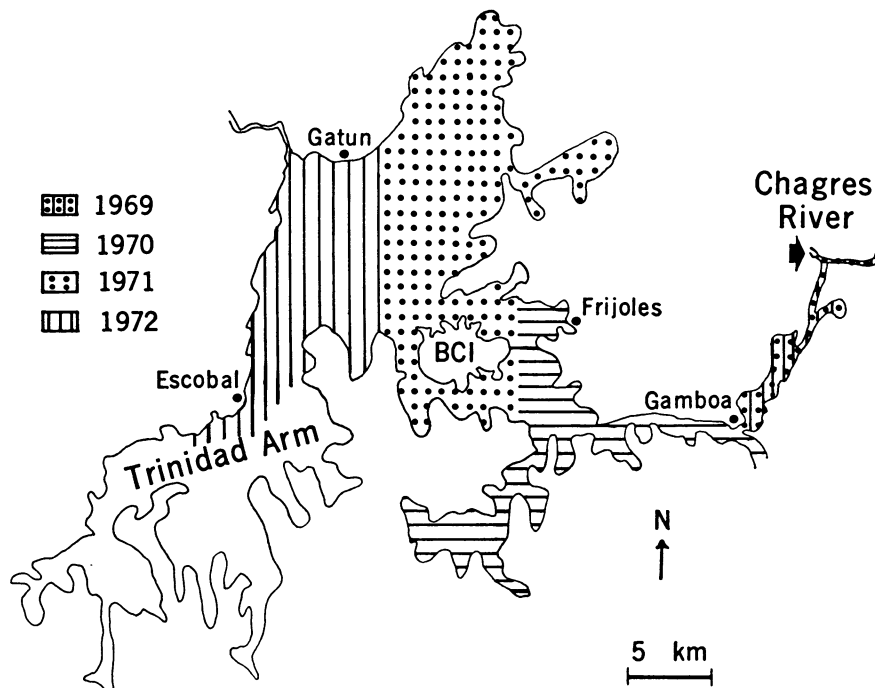 Gatun
Chagres
River
1969
1970
1971
1972
Frijoles
BCI
Escobal
Gamboa
Trinidad Arm
N
5 km